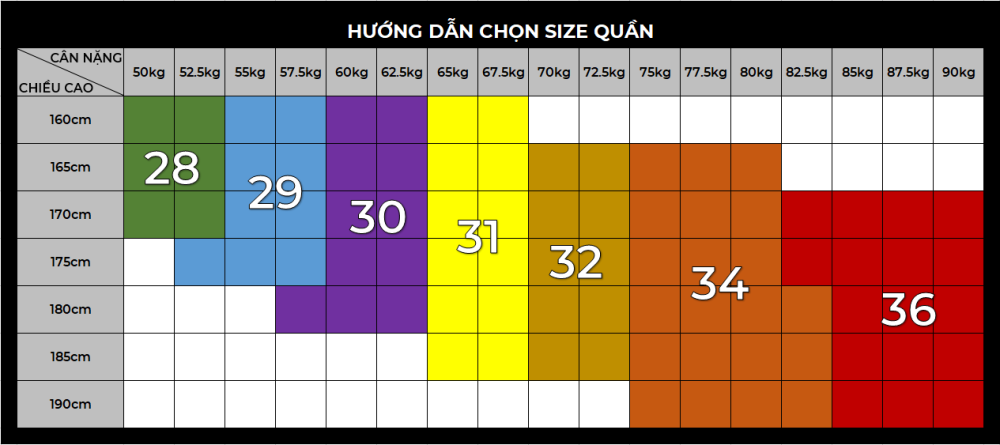 HƯỚNG DẪN CHỌN SIZE QUẦN
CÂN NẶNG
CHIỀU CAO
50kg 52.5kg 55kg 57.5kg 60kg 62.5kg 65kg 67.5kg 70kg 72.5kg 75kg 77.5kg 80kg 82.5kg 85kg 87.5kg 90kg
160cm
165cm
28
29
170cm
30
31
175cm
32
34
180cm
36
185cm
190cm